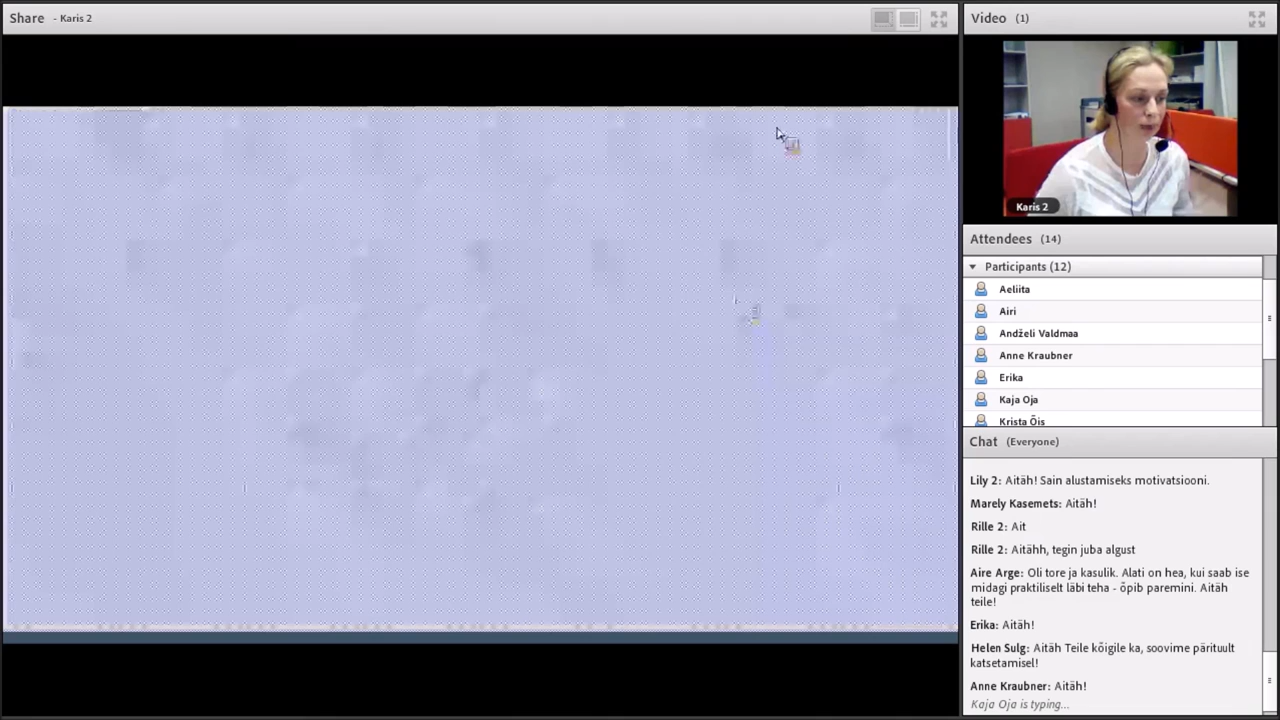 Share - Karis 2
Video (1)
Karis 2
Attendees (14)
Participants (12)
Aeliita
Airi
Andželi Valdmaa
Anne Kraubner
Erika
Kaja Oja
Krista Õis
Chat (Everyone)
Lily 2: Aitäh! Sain alustamiseks motivatsiooni.
Marely Kasemets: Aitäh!
Rille 2: Ait
Rille 2: Aitähh, tegin juba algust
Aire Arge: Oli tore ja kasulik. Alati on hea, kui saab ise
midagi praktiliselt läbi teha - õpib paremini. Aitäh
teile!
Erika: Aitäh!
Helen Sulg: Aitäh Teile kõigile ka, soovime pärituult
katsetamisel!
Anne Kraubner: Aitäh!
Kaja Oja is typing...